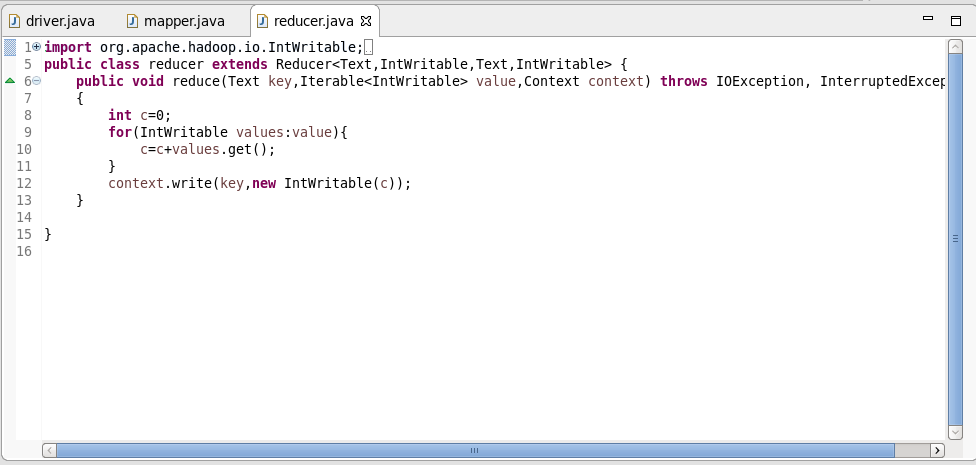 driver.java mapper.java reducer.java
1 import org.apache.hadoop.io.IntWritable;
5 public class reducer extends Reducer<Text,IntWritable,Text,IntWritable> {
6 public void reduce(Text key,Iterable<IntWritable> value,Context context) throws IOException, InterruptedExcep
7 {
8 int c=0;
9 for(IntWritable values:value){
10 c=c+values.get();
11 }
12 context.write(key,new IntWritable(c));
13 }
14
15 }
16